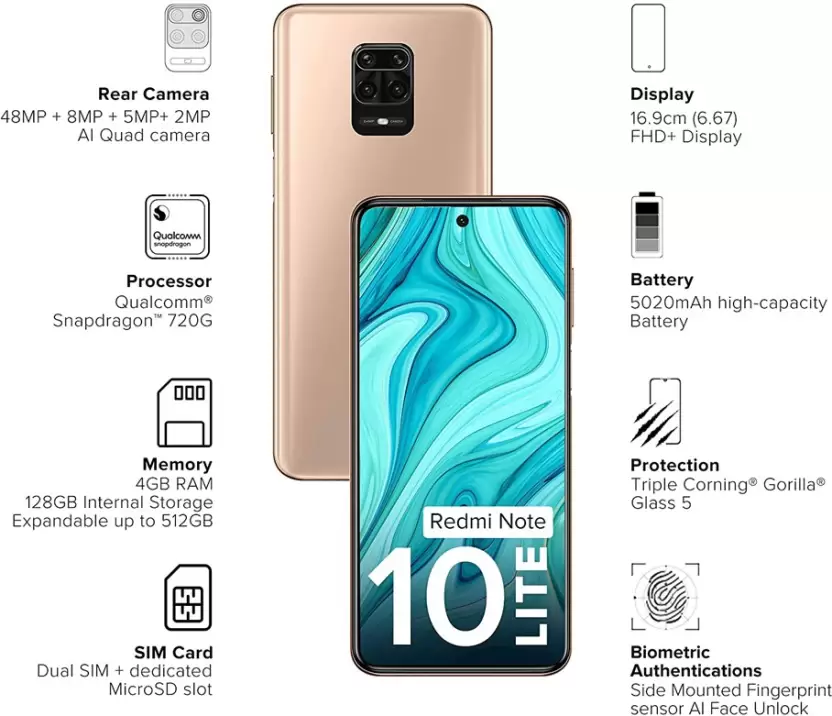 Rear Camera
48MP + 8MP + 5MP+ 2MP
AI Quad camera
Qualcomm
snapdragon
Processor
Qualcomm®
Snapdragon™ 720G
Memory
4GB RAM
128GB Internal Storage
Expandable up to 512GB
SIM Card
Dual SIM + dedicated
MicroSD slot
Redmi Note
10
LITE
Display
16.9cm (6.67)
FHD+ Display
Battery
5020mAh high-capacity
Battery
Protection
Triple Corning® Gorilla®
Glass 5
Biometric
Authentications
Side Mounted Fingerprint
sensor AI Face Unlock